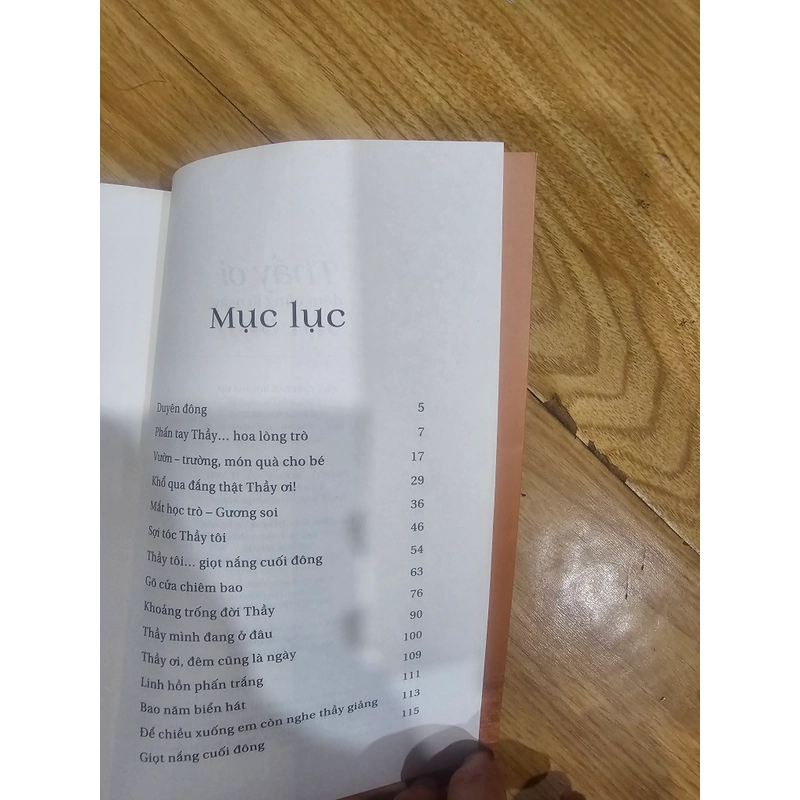 Mục lục
Duyên đông 5
Phấn tay Thầy... hoa lòng trò 7
Vườn – trường, món quà cho bé 17
Khổ qua đắng thật Thầy ơi! 29
Mắt học trò – Gương soi 36
Sợi tóc Thầy tôi 46
Thầy tôi... giọt nắng cuối đông 54
Gõ cửa chiêm bao 63
Khoảng trống đời Thầy 76
Thầy mình đang ở đâu 90
Thầy ơi, đêm cũng là ngày 100
Linh hồn phấn trắng 109
Bao năm biển hát 111
Để chiều xuống em còn nghe thầy giảng 113
Giọt nắng cuối đông 115